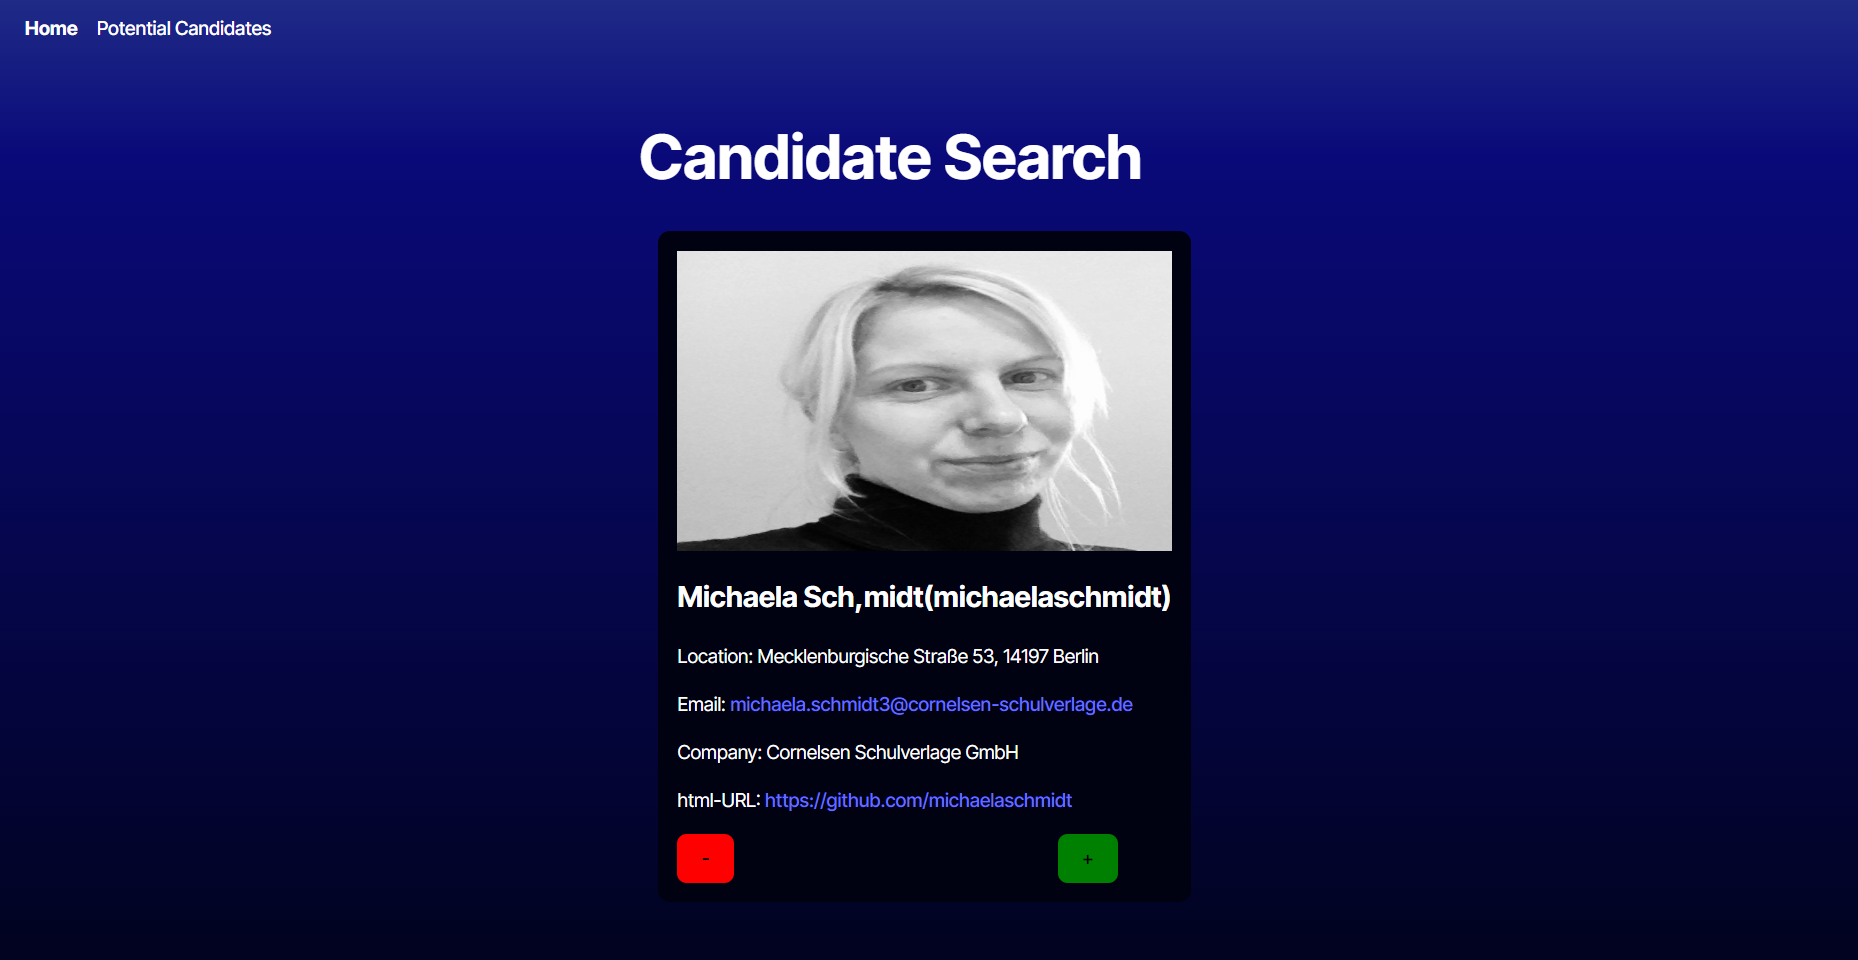 Home Potential Candidates
Candidate Search
Michaela Sch,midt(michaelaschmidt)
Location: Mecklenburgische Straße 53, 14197 Berlin
Email: michaela.schmidt3@cornelsen-schulverlage.de
Company: Cornelsen Schulverlage GmbH
html-URL: https://github.com/michaelaschmidt
- +